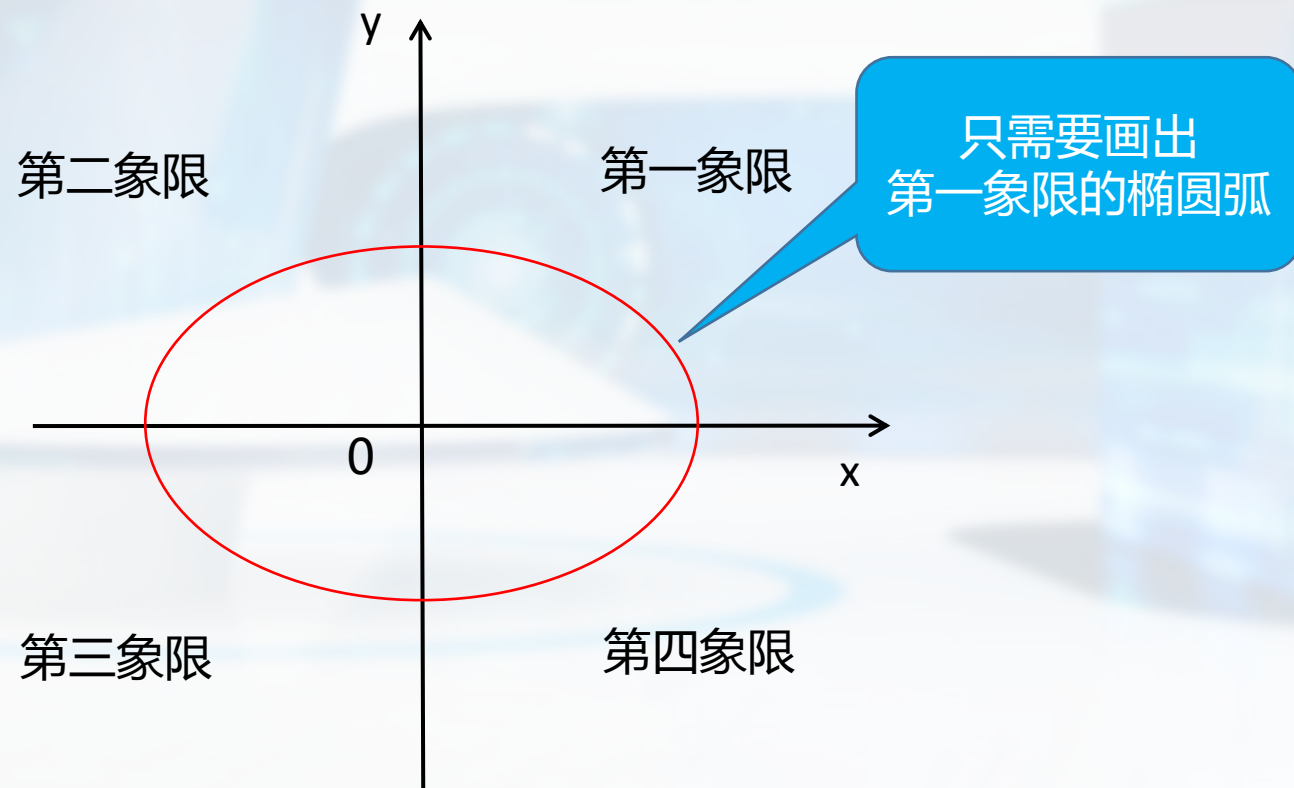 y
第二象限
第一象限
只需要画出
第一象限的椭圆弧
0
x
第三象限
第四象限